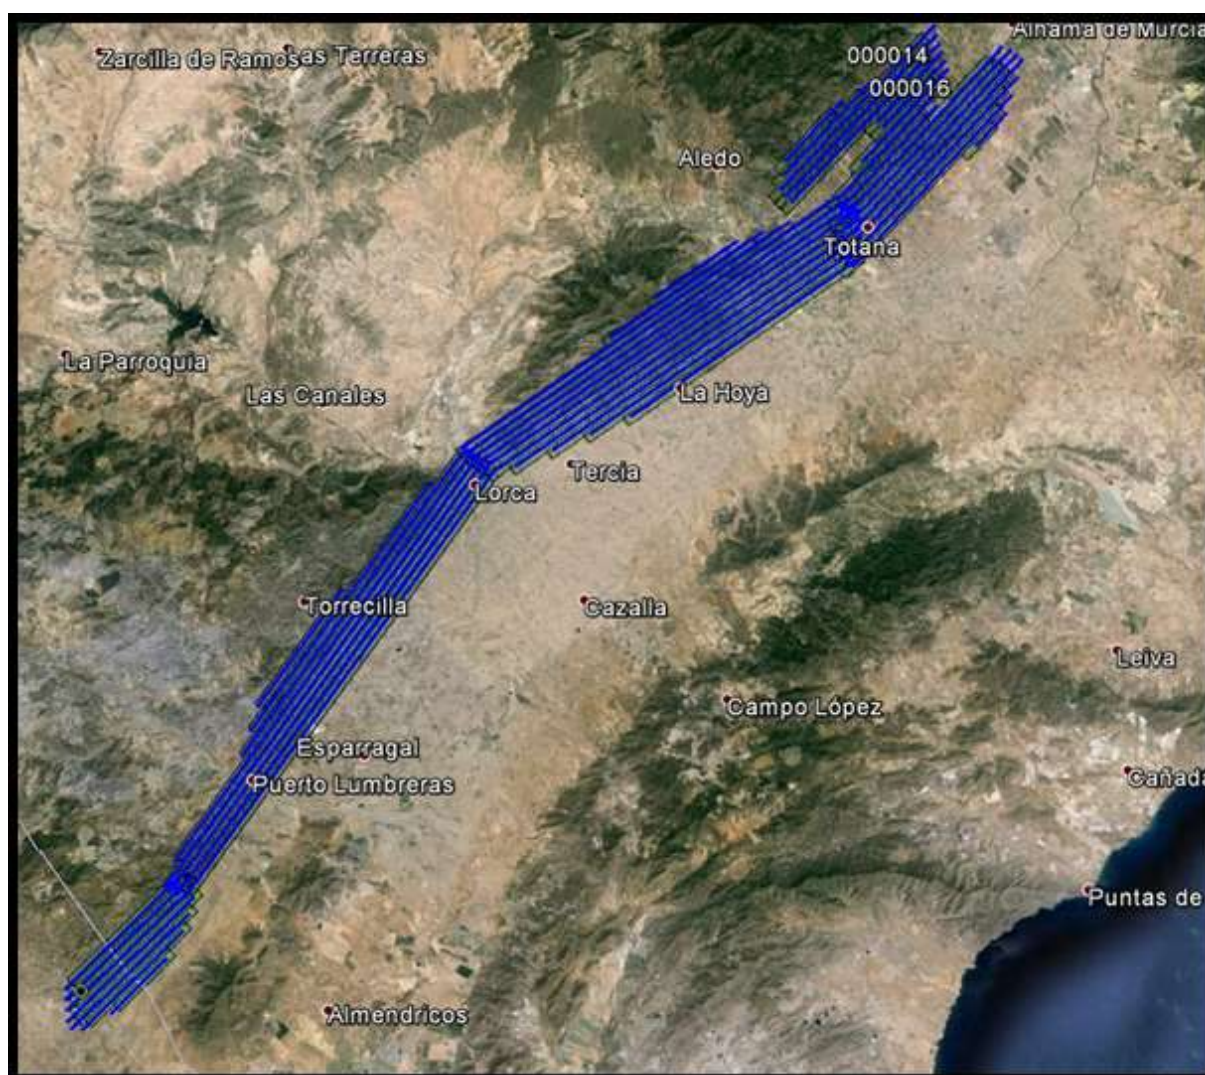 Alhama de Murcia
Zarcilla de Ramos
Las Terreras
000014
000016
Aledo
Totana
La Parroquia
Las Canales
La Hoya
Tercia
Lorca
Torrecilla
Cazalla
Leiva
Campo López
Esparragal
Puerto Lumbreras
Cañada
Puntas de
Almendricos